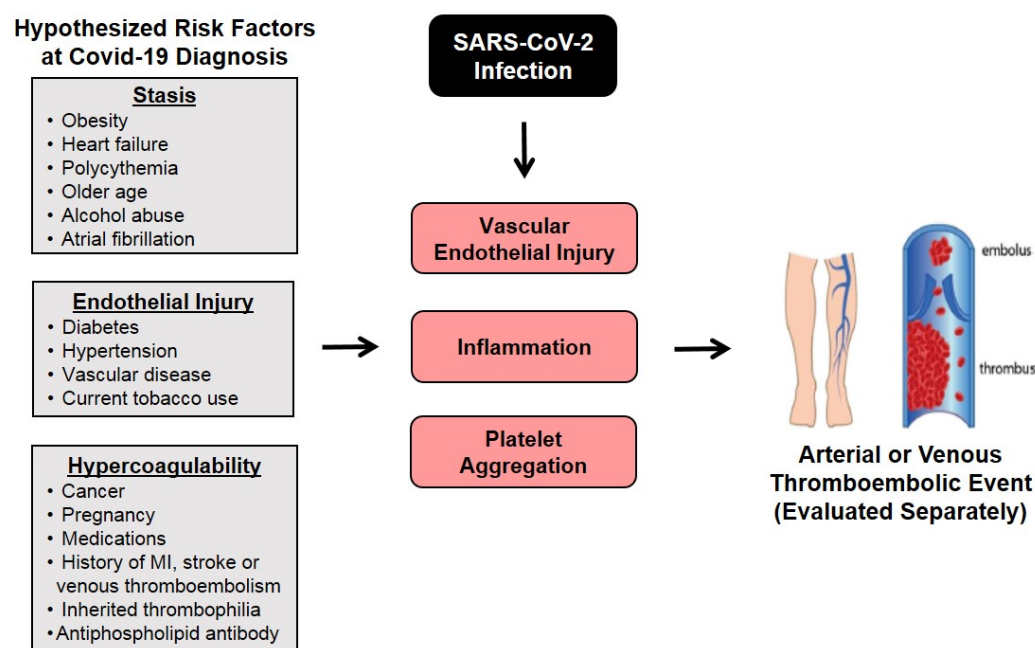 Hypothesized Risk Factors
at Covid-19 Diagnosis
Stasis
• Obesity
• Heart failure
• Polycythemia
• Older age
• Alcohol abuse
• Atrial fibrillation
Endothelial Injury
• Diabetes
• Hypertension
• Vascular disease
• Current tobacco use
Hypercoagulability
• Cancer
• Pregnancy
• Medications
• History of MI, stroke or
venous thromboembolism
• Inherited thrombophilia
• Antiphospholipid antibody
SARS-CoV-2
Infection
Vascular
Endothelial Injury
Inflammation
Platelet
Aggregation
embolus
thrombus
Arterial or Venous
Thromboembolic Event
(Evaluated Separately)